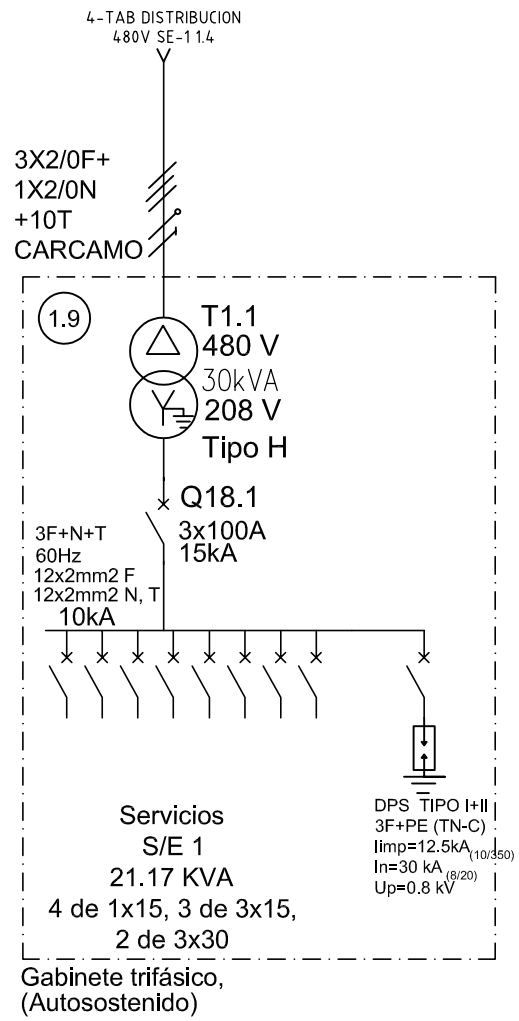 4-TAB DISTRIBUCION
480V SE-1 1.4
3X2/0F+
1X2/0N
+10T
CARCAMO
1.9
T1.1
480 V
30kVA
208 V
Tipo H
Q18.1
3x100A
15kA
3F+N+T
60Hz
12x2mm2 F
12x2mm2 N, T
10kA
DPS TIPO I+II
3F+PE (TN-C)
Iimp=12.5kA (10/350)
In=30 kA (8/20)
Up=0.8 kV
Servicios
S/E 1
21.17 KVA
4 de 1x15, 3 de 3x15,
2 de 3x30
Gabinete trifásico,
(Autosostenido)